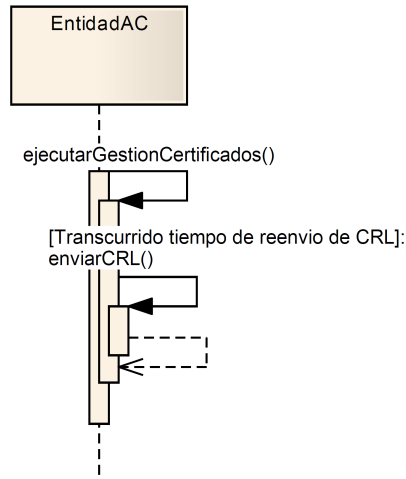 EntidadAC
ejecutarGestionCertificados()
[Transcurrido tiempo de reenvio de CRL]:
enviarCRL()